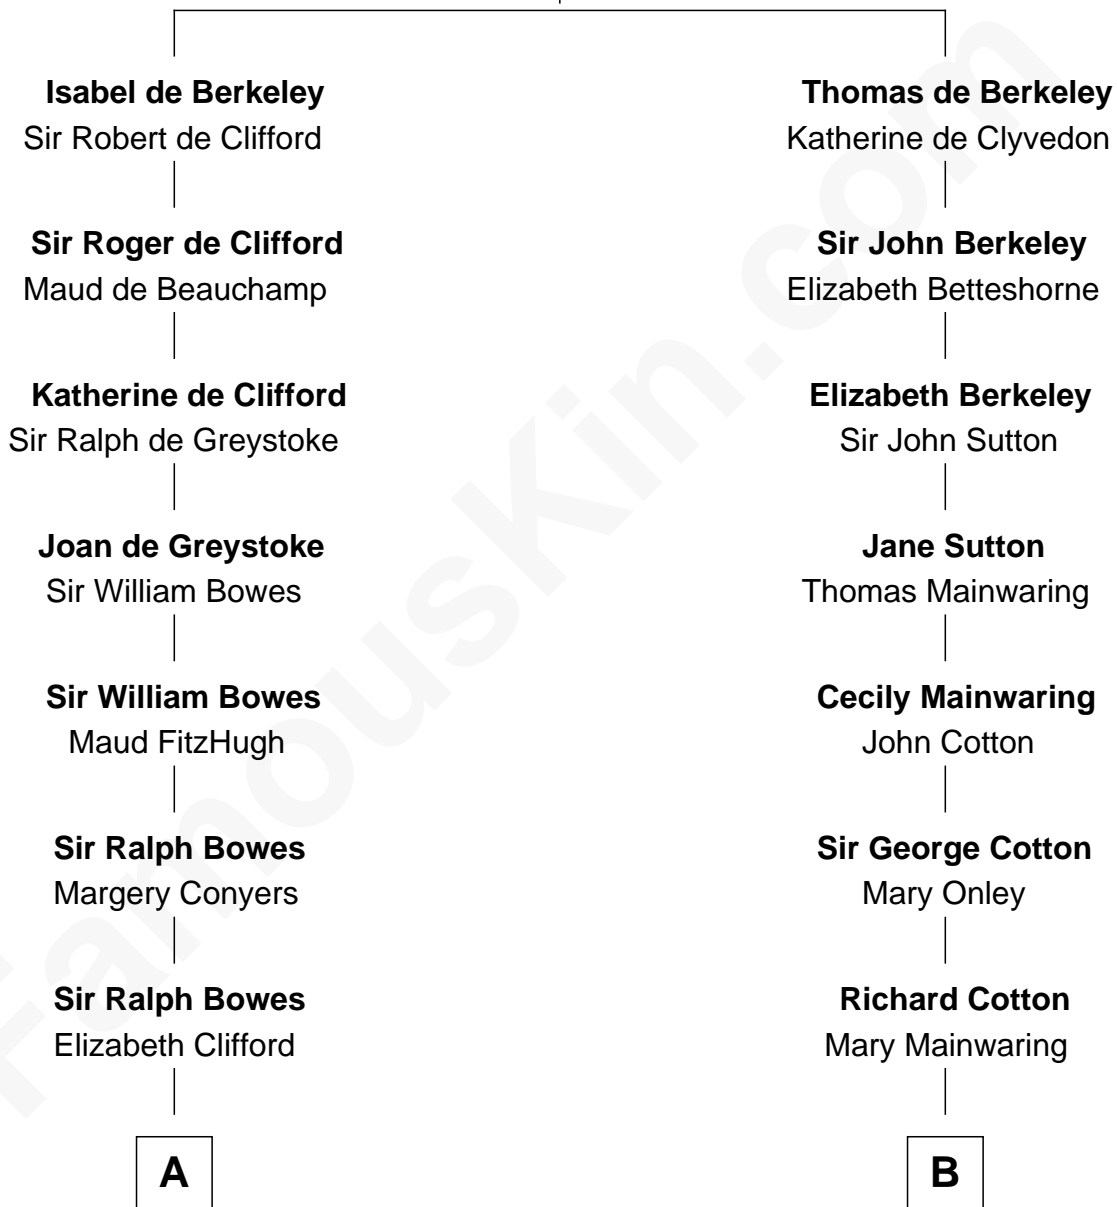 Isabel de Berkeley
Sir Robert de Clifford
Sir Roger de Clifford
Maud de Beauchamp
Katherine de Clifford
Sir Ralph de Greystoke
Joan de Greystoke
Sir William Bowes
Sir William Bowes
Maud FitzHugh
Sir Ralph Bowes
Margery Conyers
Sir Ralph Bowes
Elizabeth Clifford
A
Thomas de Berkeley
Katherine de Clyvedon
Sir John Berkeley
Elizabeth Betteshorne
Elizabeth Berkeley
Sir John Sutton
Jane Sutton
Thomas Mainwaring
Cecily Mainwaring
John Cotton
Sir George Cotton
Mary Onley
Richard Cotton
Mary Mainwaring
B
FamousKin.com